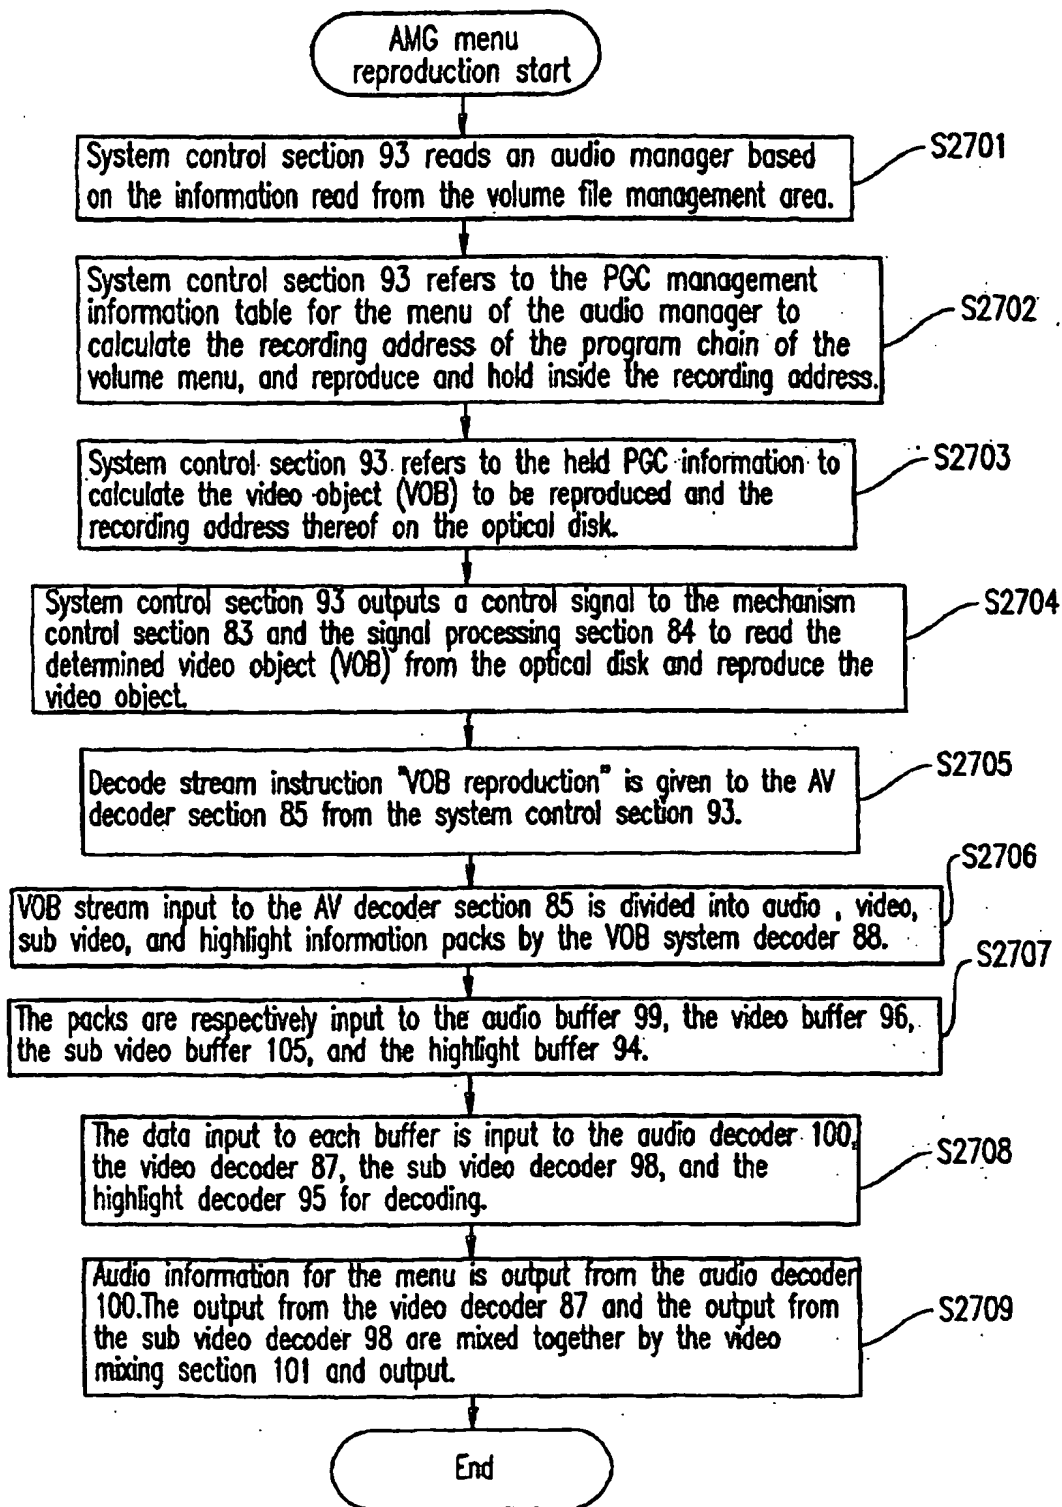 AMG menu
reproduction start
System control section 93 reads an audio manager based
on the information read from the volume file management area.
S2701
System control section 93 refers to the PGC management
information table for the menu of the audio manager to
calculate the recording address of the program chain of the
volume menu, and reproduce and hold inside the recording address.
S2702
System control section 93 refers to the held PGC information to
calculate the video object (VOB) to be reproduced and the
recording address thereof on the optical disk.
S2703
System control section 93 outputs a control signal to the mechanism
control section 83 and the signal processing section 84 to read the
determined video object (VOB) from the optical disk and reproduce the
video object.
S2704
Decode stream instruction "VOB reproduction" is given to the AV
decoder section 85 from the system control section 93.
S2705
VOB stream input to the AV decoder section 85 is divided into audio , video,
sub video, and highlight information packs by the VOB system decoder 88.
S2706
The packs are respectively input to the audio buffer 99, the video buffer 96,
the sub video buffer 105, and the highlight buffer 94.
S2707
The data input to each buffer is input to the audio decoder 100,
the video decoder 87, the sub video decoder 98, and the
highlight decoder 95 for decoding.
S2708
Audio information for the menu is output from the audio decoder
100.The output from the video decoder 87 and the output from
the sub video decoder 98 are mixed together by the video
mixing section 101 and output.
S2709
End